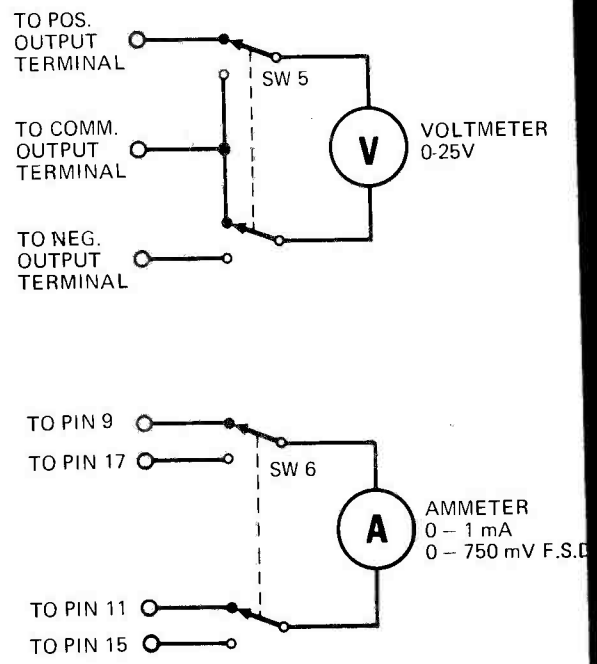 TO POS.
OUTPUT
TERMINAL
SW 5
TO COMM.
OUTPUT
TERMINAL
V
VOLTMETER
0-25V
TO NEG.
OUTPUT
TERMINAL
TO PIN 9
TO PIN 17
SW 6
A
AMMETER
0 – 1 mA
0 – 750 mV F.S.D
TO PIN 11
TO PIN 15